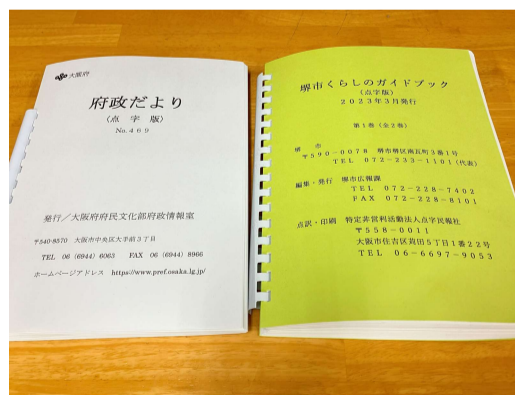 大阪府
府政だより
（点字版）
No.469
発行／大阪府府民文化部府政情報室
〒540-8570 大阪市中央区大手前3丁目
TEL 06（6944）6063 FAX 06（6944）8966
ホームページアドレス https://www.pref.osaka.lg.jp/
堺市くらしのガイドブック
（点字版）
2023年3月発行
第1巻（全2巻）
堺 市
〒590-0078 堺市堺区南瓦町3番1号
TEL 072-233-1101（代表）
編集・発行 堺市広報課
TEL 072-228-7402
FAX 072-228-8101
点訳・印刷 特定非営利活動法人点字民報社
〒558-0011
大阪市住吉区苅田5丁目1番22号
TEL 06-6697-9053